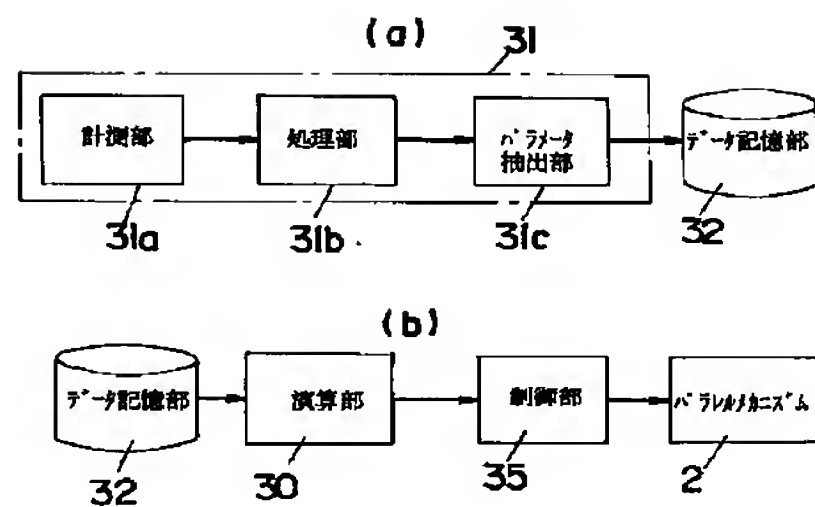 (a)
31
計測部
処理部
パラメータ
抽出部
データ記憶部
31a
31b
31c
32
(b)
データ記憶部
演算部
制御部
パラレルメカニズム
32
30
35
2